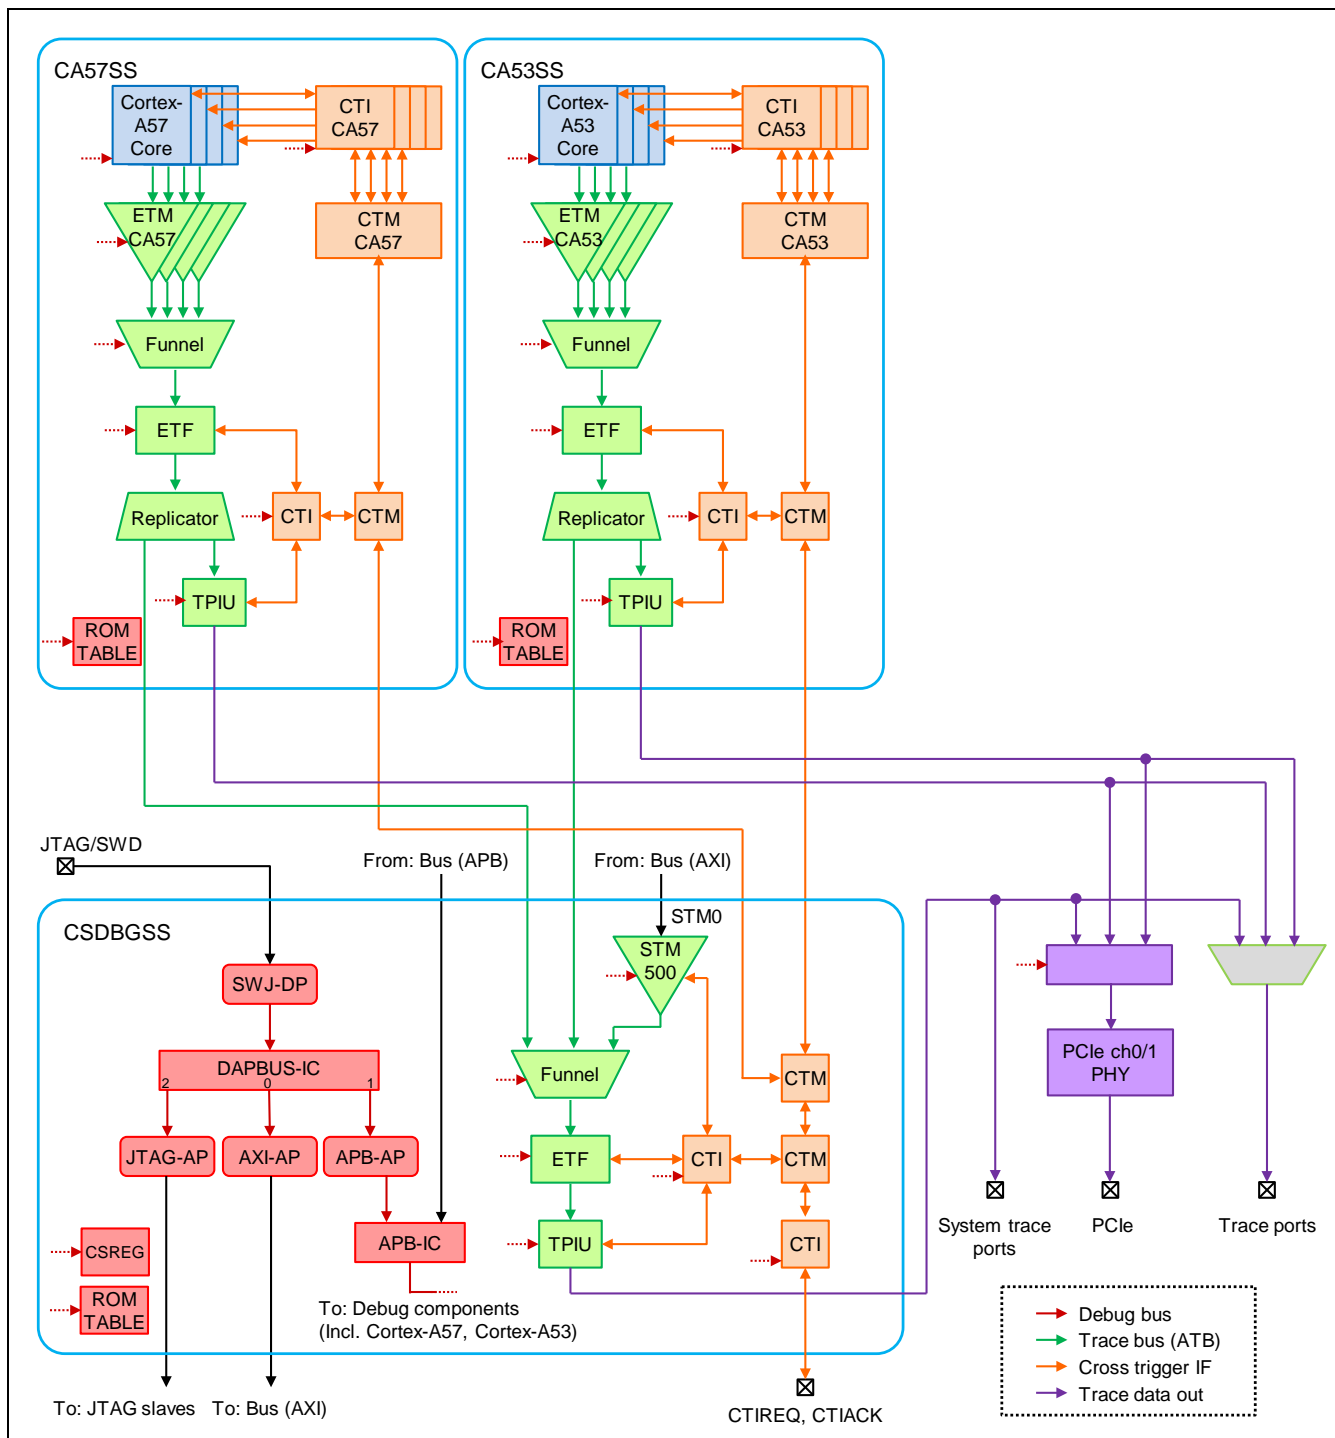 CA57SS
Cortex-
A57
Core
CTI
CA57
ETM
CA57
CTM
CA57
Funnel
ETF
Replicator
CTI
CTM
TPIU
ROM
TABLE
CA53SS
Cortex-
A53
Core
CTI
CA53
ETM
CA53
CTM
CA53
Funnel
ETF
Replicator
CTI
CTM
TPIU
ROM
TABLE
JTAG/SWD
From: Bus (APB)
From: Bus (AXI)
CSDBGSS
STM0
STM
500
SWJ-DP
DAPBUS-IC
2
0
1
JTAG-AP
AXI-AP
APB-AP
APB-IC
CSREG
ROM
TABLE
To: Debug components
(Incl. Cortex-A57, Cortex-A53)
Funnel
ETF
TPIU
CTI
CTM
CTM
CTI
PCIe ch0/1
PHY
System trace
ports
PCIe
Trace ports
Debug bus
Trace bus (ATB)
Cross trigger IF
Trace data out
To: JTAG slaves
To: Bus (AXI)
CTIREQ, CTIACK